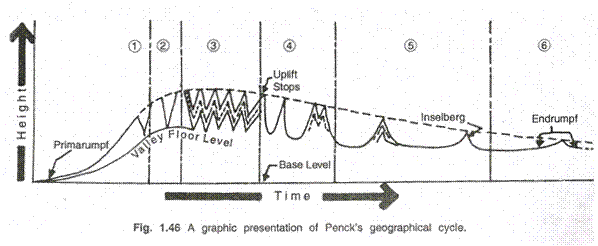 ① ② ③ ④ ⑤ ⑥
Uplift
Stops
Height
Inselberg
Endrumpf
Primarumpf
Valley Floor Level
Base Level
Time
Fig. 1.46 A graphic presentation of Penck's geographical cycle.